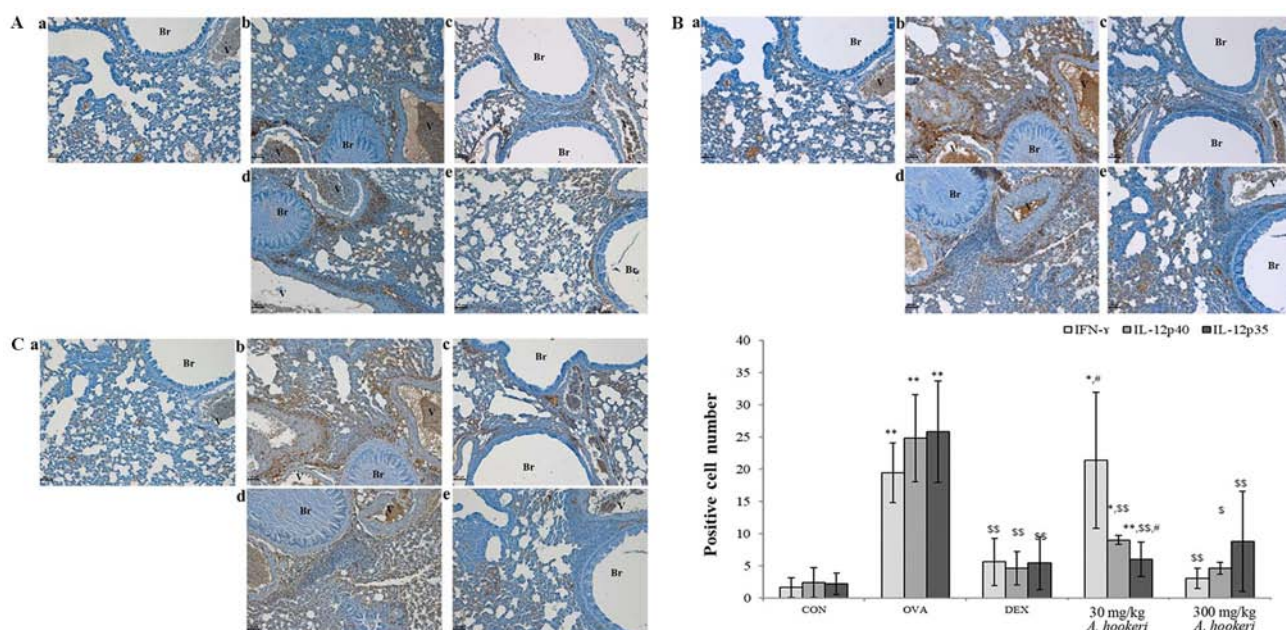 A a b c
Br V Br V V Br Br
d e
Br V V Br
B a b c
Br V Br V V Br Br
d e
Br V V Br
C a b c
Br V Br V V Br Br
d e
Br V V Br
IFN-γ IL-12p40 IL-12p35
Positive cell number
40
35
30
25
20
15
10
5
0
** ** **
$$ $$ $$
*,# *,$$ **,$$,#
$$ $ $$
CON OVA DEX 30 mg/kg A. hookeri 300 mg/kg A. hookeri